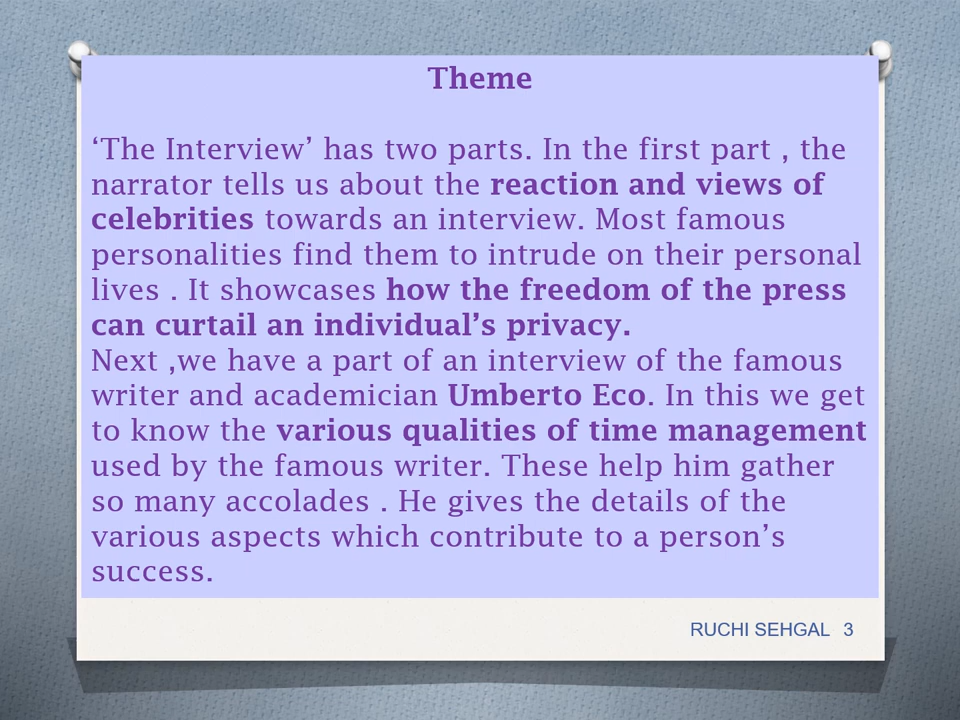 Theme
‘The Interview’ has two parts. In the first part , the
narrator tells us about the reaction and views of
celebrities towards an interview. Most famous
personalities find them to intrude on their personal
lives . It showcases how the freedom of the press
can curtail an individual’s privacy.
Next ,we have a part of an interview of the famous
writer and academician Umberto Eco. In this we get
to know the various qualities of time management
used by the famous writer. These help him gather
so many accolades . He gives the details of the
various aspects which contribute to a person’s
success.
RUCHI SEHGAL 3